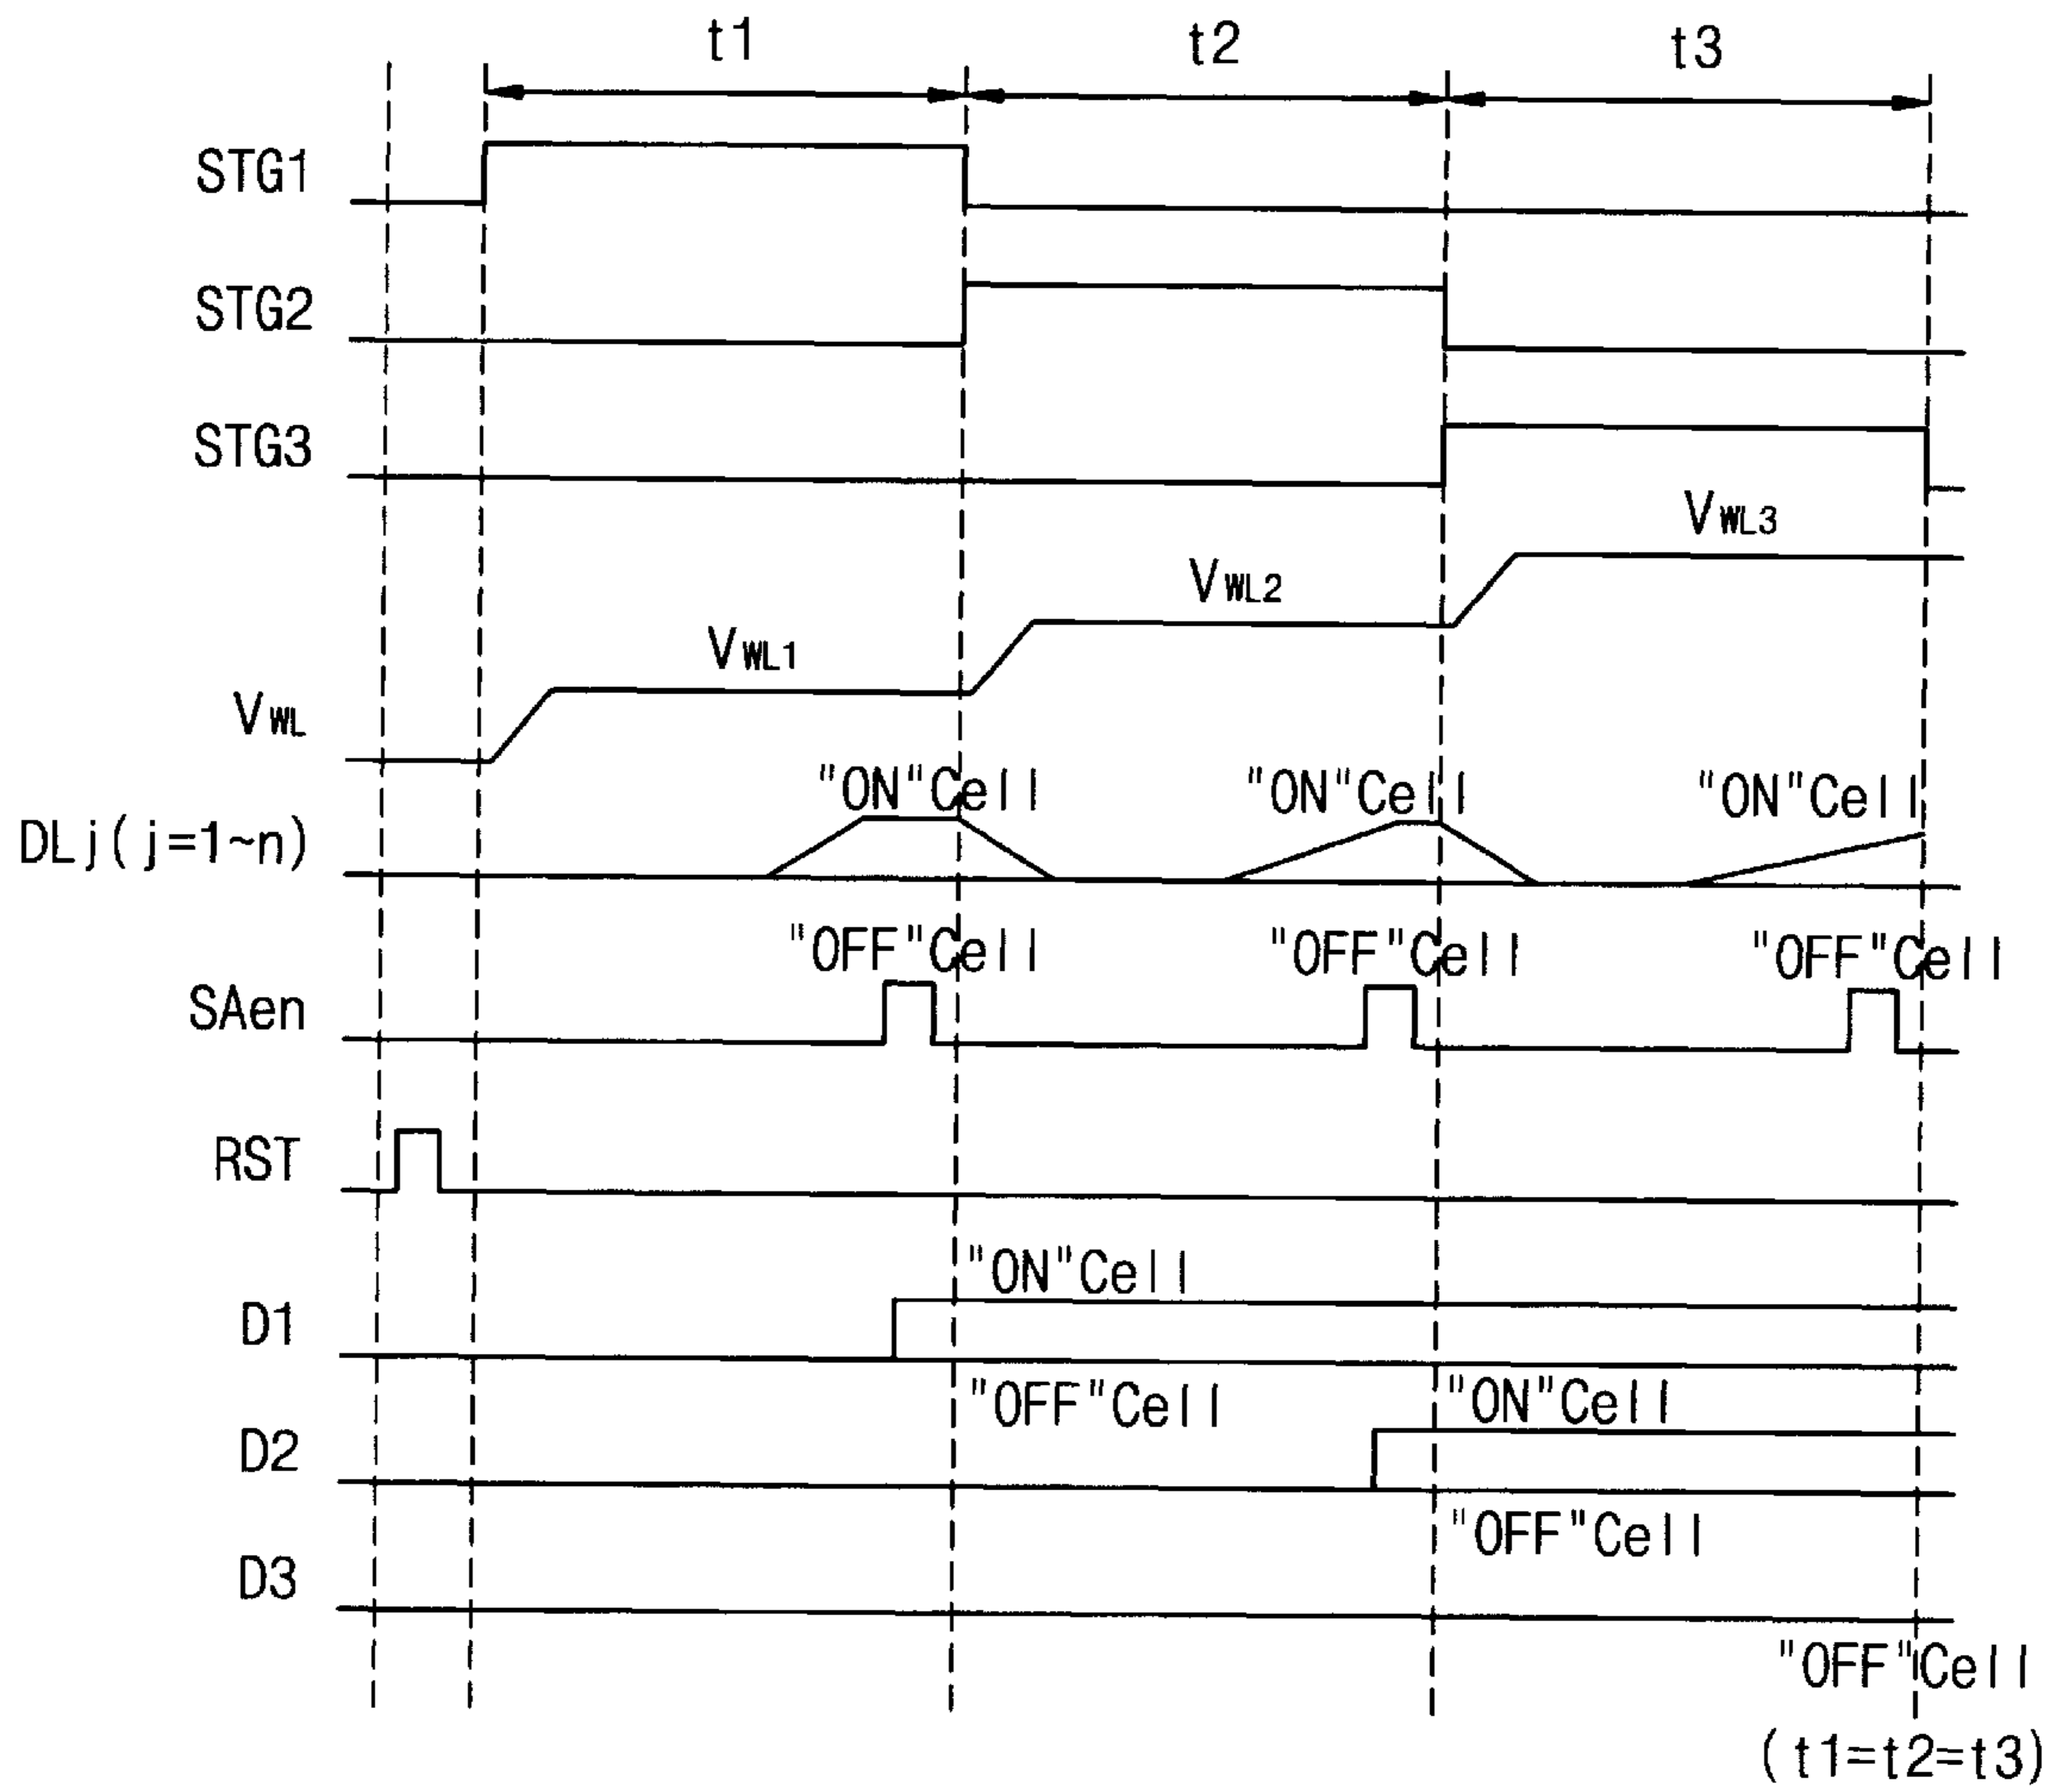 t1 t2 t3
STG1
STG2
STG3
VWL3
VWL2
VWL1
VWL
"ON"Cell "ON"Cell "ON"Cell
DLj(j=1~n)
"OFF"Cell "OFF"Cell "OFF"Cell
SAen
RST
"ON"Cell
D1
"OFF"Cell "ON"Cell
D2
"OFF"Cell
D3
"OFF"Cell
(t1=t2=t3)